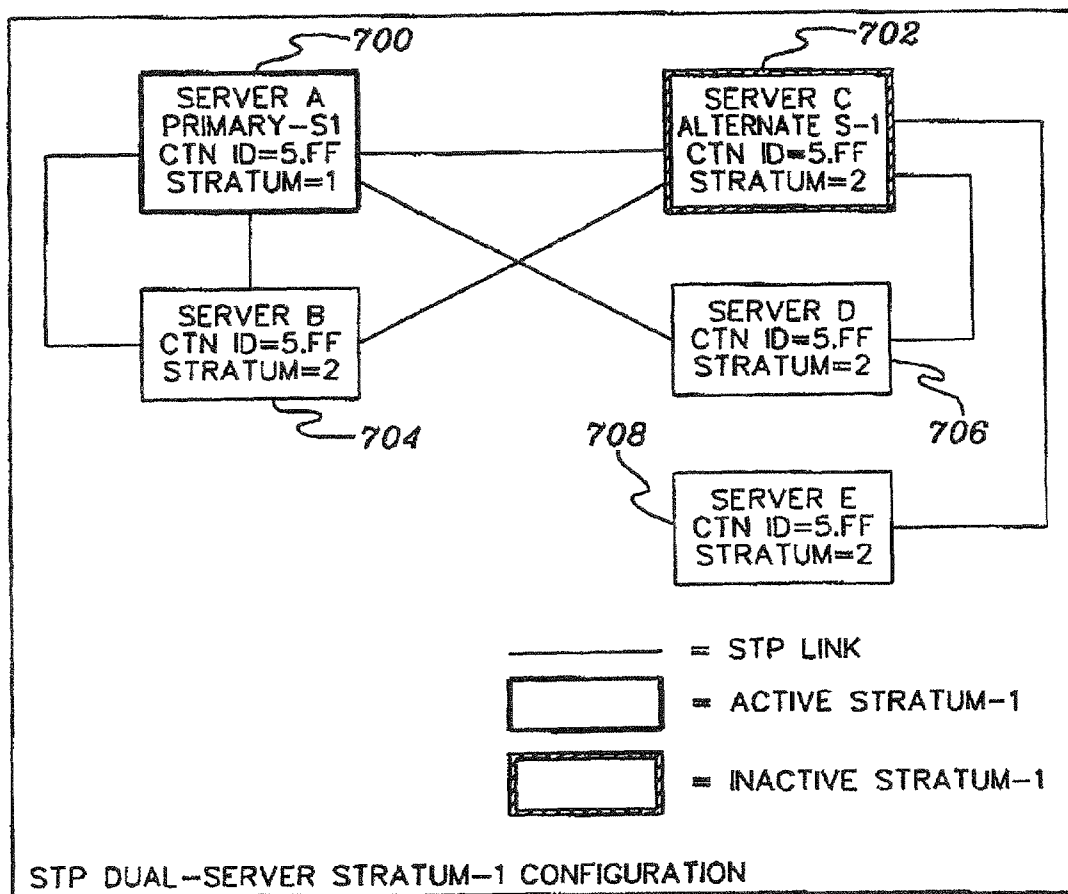 700
SERVER A
PRIMARY-S1
CTN ID=5.FF
STRATUM=1
702
SERVER C
ALTERNATE S-1
CTN ID=5.FF
STRATUM=2
SERVER B
CTN ID=5.FF
STRATUM=2
704
SERVER D
CTN ID=5.FF
STRATUM=2
706
708
SERVER E
CTN ID=5.FF
STRATUM=2
= STP LINK
= ACTIVE STRATUM-1
= INACTIVE STRATUM-1
STP DUAL-SERVER STRATUM-1 CONFIGURATION